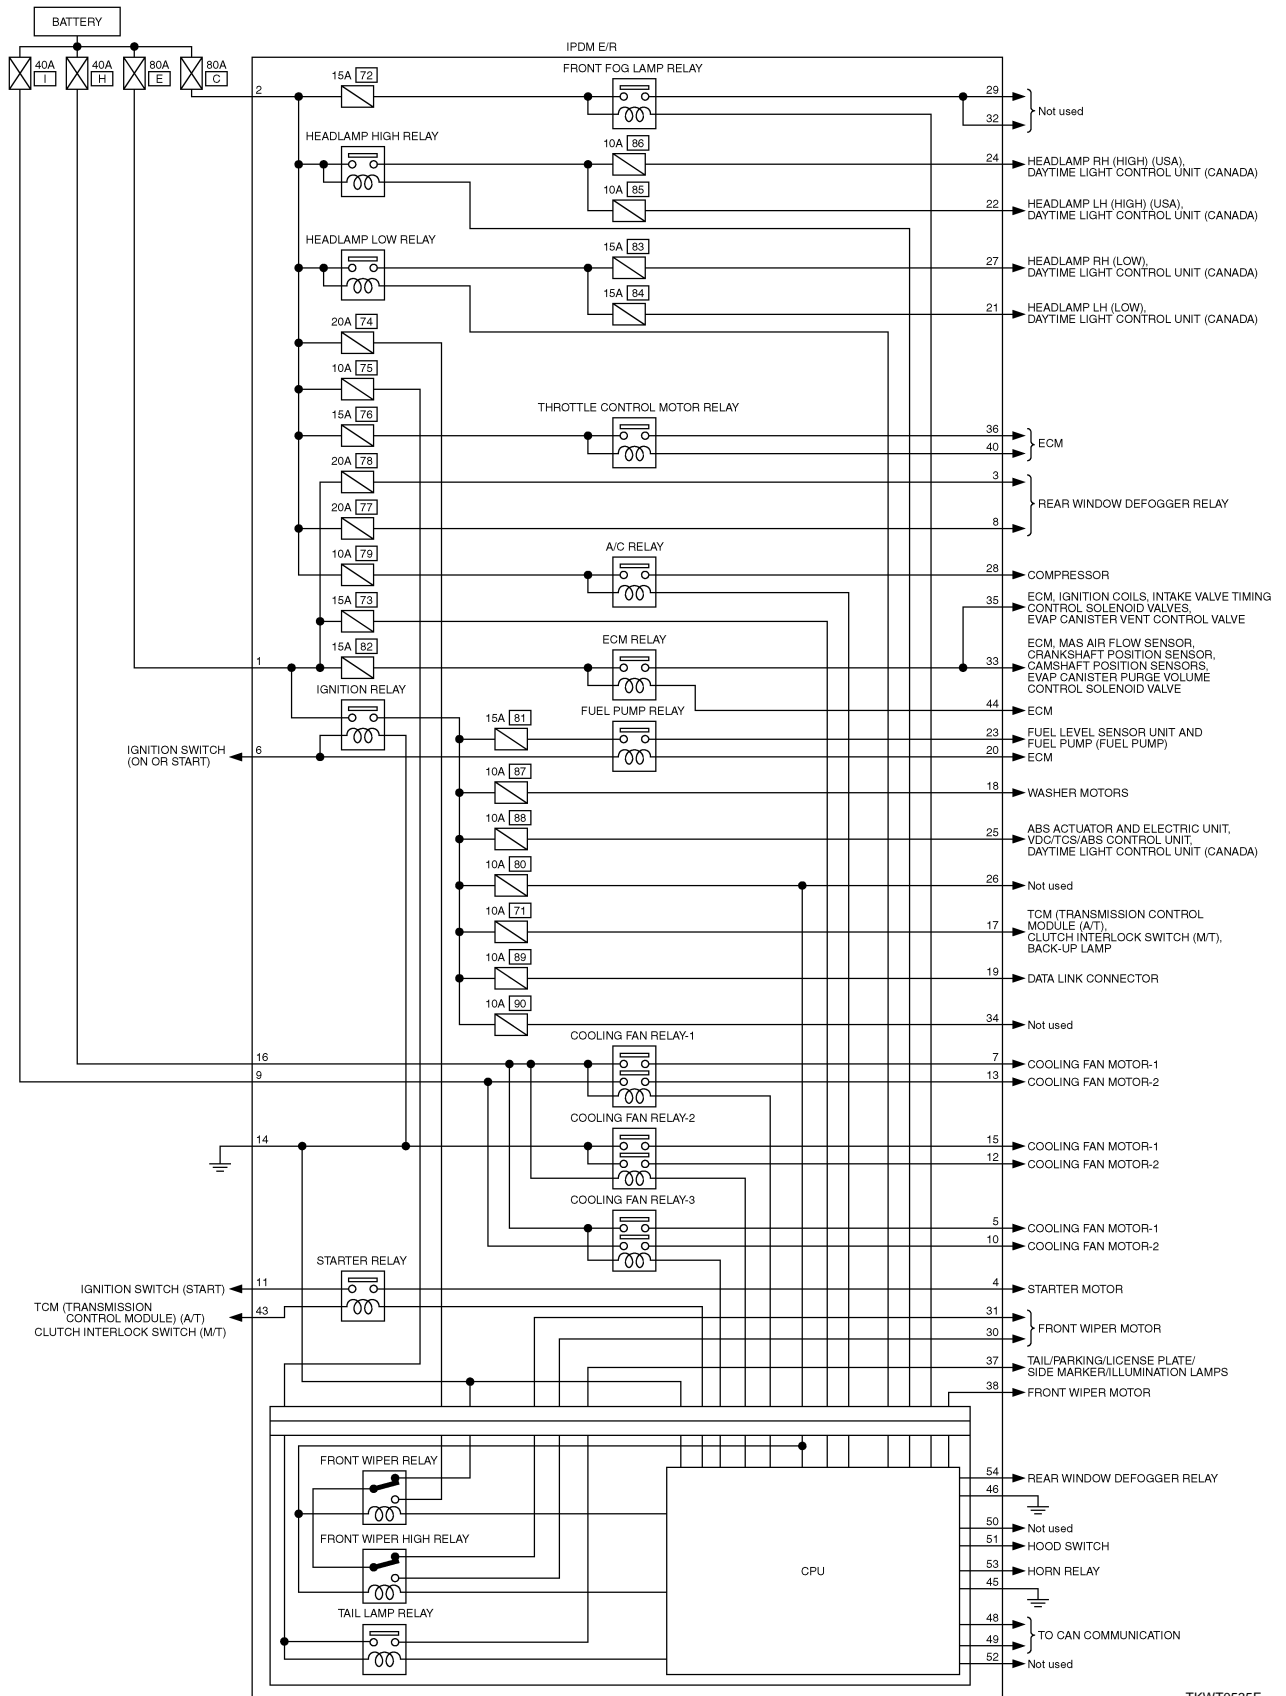 BATTERY
40A I
40A H
80A E
80A C
IPDM E/R
FRONT FOG LAMP RELAY
15A 72
2
29
32
Not used
HEADLAMP HIGH RELAY
10A 86
24
HEADLAMP RH (HIGH) (USA),
DAYTIME LIGHT CONTROL UNIT (CANADA)
10A 85
22
HEADLAMP LH (HIGH) (USA),
DAYTIME LIGHT CONTROL UNIT (CANADA)
HEADLAMP LOW RELAY
15A 83
27
HEADLAMP RH (LOW),
DAYTIME LIGHT CONTROL UNIT (CANADA)
15A 84
21
HEADLAMP LH (LOW),
DAYTIME LIGHT CONTROL UNIT (CANADA)
20A 74
10A 75
15A 76
THROTTLE CONTROL MOTOR RELAY
36
40
ECM
20A 78
3
20A 77
8
REAR WINDOW DEFOGGER RELAY
10A 79
A/C RELAY
28
COMPRESSOR
15A 73
35
ECM, IGNITION COILS, INTAKE VALVE TIMING
CONTROL SOLENOID VALVES,
EVAP CANISTER VENT CONTROL VALVE
1
15A 82
ECM RELAY
33
ECM, MAS AIR FLOW SENSOR,
CRANKSHAFT POSITION SENSOR,
CAMSHAFT POSITION SENSORS,
EVAP CANISTER PURGE VOLUME
CONTROL SOLENOID VALVE
IGNITION RELAY
44
ECM
FUEL PUMP RELAY
15A 81
23
FUEL LEVEL SENSOR UNIT AND
FUEL PUMP (FUEL PUMP)
IGNITION SWITCH
(ON OR START)
6
20
ECM
10A 87
18
WASHER MOTORS
10A 88
25
ABS ACTUATOR AND ELECTRIC UNIT,
VDC/TCS/ABS CONTROL UNIT,
DAYTIME LIGHT CONTROL UNIT (CANADA)
10A 80
26
Not used
10A 71
17
TCM (TRANSMISSION CONTROL
MODULE (A/T),
CLUTCH INTERLOCK SWITCH (M/T),
BACK-UP LAMP
10A 89
19
DATA LINK CONNECTOR
10A 90
34
Not used
COOLING FAN RELAY-1
16
7
COOLING FAN MOTOR-1
9
13
COOLING FAN MOTOR-2
COOLING FAN RELAY-2
14
15
COOLING FAN MOTOR-1
12
COOLING FAN MOTOR-2
COOLING FAN RELAY-3
5
COOLING FAN MOTOR-1
10
COOLING FAN MOTOR-2
STARTER RELAY
IGNITION SWITCH (START)
11
4
STARTER MOTOR
TCM (TRANSMISSION
CONTROL MODULE) (A/T)
CLUTCH INTERLOCK SWITCH (M/T)
43
31
30
FRONT WIPER MOTOR
37
TAIL/PARKING/LICENSE PLATE/
SIDE MARKER/ILLUMINATION LAMPS
38
FRONT WIPER MOTOR
FRONT WIPER RELAY
54
REAR WINDOW DEFOGGER RELAY
46
50
Not used
FRONT WIPER HIGH RELAY
51
HOOD SWITCH
CPU
53
HORN RELAY
45
TAIL LAMP RELAY
48
49
TO CAN COMMUNICATION
52
Not used